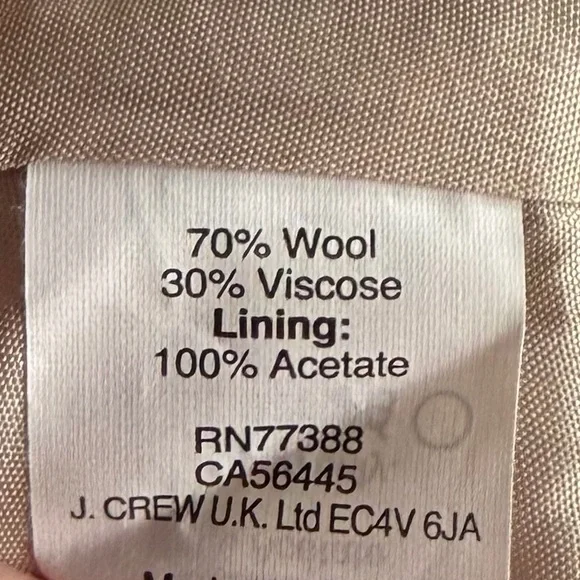 70% Wool
30% Viscose
Lining:
100% Acetate
RN77388
CA56445
J. CREW U.K. Ltd EC4V 6JA